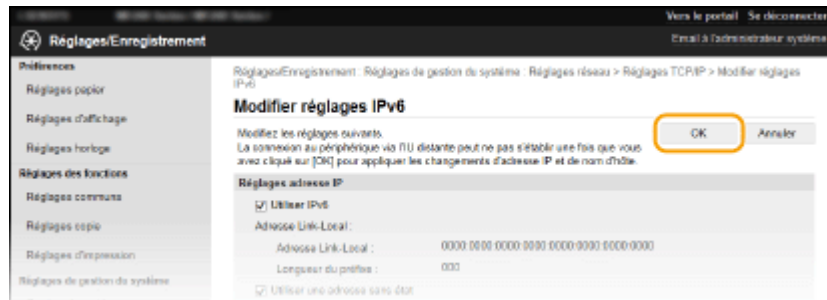 Vers le portail Se déconnecter
Réglages/Enregistrement
Email à l'administrateur système
Préférences
Réglages papier
Réglages d'affichage
Réglages horloge
Réglages des fonctions
Réglages communs
Réglages copie
Réglages d'impression
Réglages de gestion du système
Réglages/Enregistrement : Réglages de gestion du système : Réglages réseau > Réglages TCP/IP > Modifier réglages
IPv6
Modifier réglages IPv6
Modifiez les réglages suivants.
La connexion au périphérique via l'IU distante peut ne pas s'établir une fois que vous
avez cliqué sur [OK] pour appliquer les changements d'adresse IP et de nom d'hôte.
OK Annuler
Réglages adresse IP
Utiliser IPv6
Adresse Link-Local :
Adresse Link-Local : 0000:0000:0000:0000:0000:0000:0000:0000
Longueur du préfixe : 000
Utiliser une adresse sans état